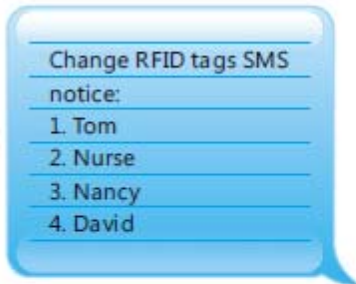 Change RFID tags SMS
notice:
1. Tom
2. Nurse
3. Nancy
4. David